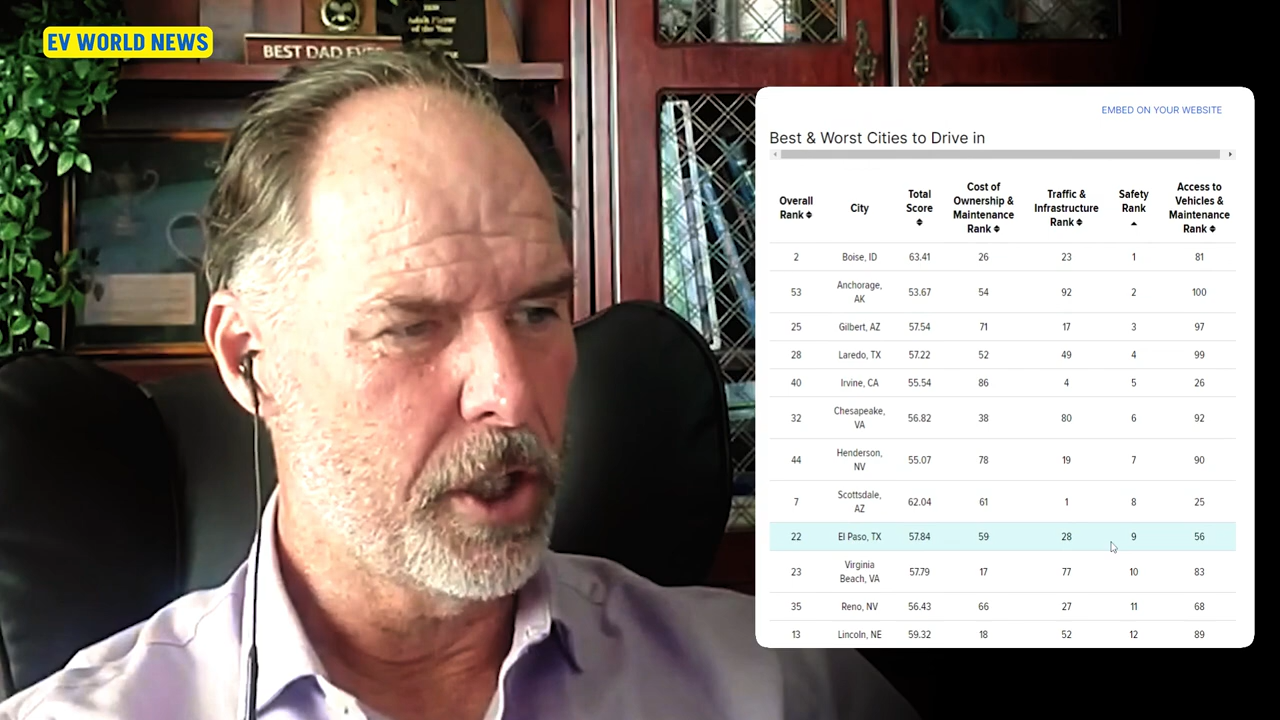 EV WORLD NEWS
BEST DAD EVER
Adult Player
of the Year
EMBED ON YOUR WEBSITE
Best & Worst Cities to Drive in
Overall Rank City Total Score Cost of Ownership & Maintenance Rank Traffic & Infrastructure Rank Safety Rank Access to Vehicles & Maintenance Rank
2 Boise, ID 63.41 26 23 1 81
53 Anchorage, AK 53.67 54 92 2 100
25 Gilbert, AZ 57.54 71 17 3 97
28 Laredo, TX 57.22 52 49 4 99
40 Irvine, CA 55.54 86 4 5 26
32 Chesapeake, VA 56.82 38 80 6 92
44 Henderson, NV 55.07 78 19 7 90
7 Scottsdale, AZ 62.04 61 1 8 25
22 El Paso, TX 57.84 59 28 9 56
23 Virginia Beach, VA 57.79 17 77 10 83
35 Reno, NV 56.43 66 27 11 68
13 Lincoln, NE 59.32 18 52 12 89